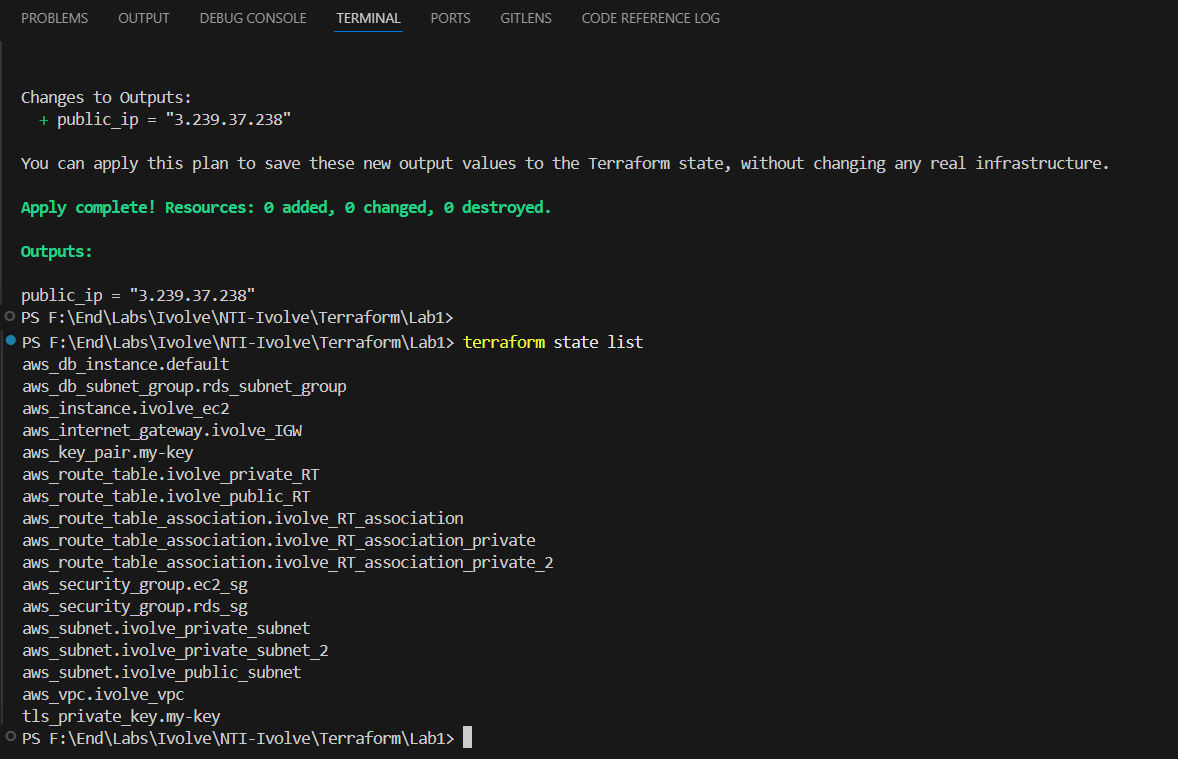 PROBLEMS OUTPUT DEBUG CONSOLE TERMINAL PORTS GITLENS CODE REFERENCE LOG
Changes to Outputs:
+ public_ip = "3.239.37.238"
You can apply this plan to save these new output values to the Terraform state, without changing any real infrastructure.
Apply complete! Resources: 0 added, 0 changed, 0 destroyed.
Outputs:
public_ip = "3.239.37.238"
PS F:\End\Labs\Ivolve\NTI-Ivolve\Terraform\Lab1>
PS F:\End\Labs\Ivolve\NTI-Ivolve\Terraform\Lab1> terraform state list
aws_db_instance.default
aws_db_subnet_group.rds_subnet_group
aws_instance.ivolve_ec2
aws_internet_gateway.ivolve_IGW
aws_key_pair.my-key
aws_route_table.ivolve_private_RT
aws_route_table.ivolve_public_RT
aws_route_table_association.ivolve_RT_association
aws_route_table_association.ivolve_RT_association_private
aws_route_table_association.ivolve_RT_association_private_2
aws_security_group.ec2_sg
aws_security_group.rds_sg
aws_subnet.ivolve_private_subnet
aws_subnet.ivolve_private_subnet_2
aws_subnet.ivolve_public_subnet
aws_vpc.ivolve_vpc
tls_private_key.my-key
PS F:\End\Labs\Ivolve\NTI-Ivolve\Terraform\Lab1>